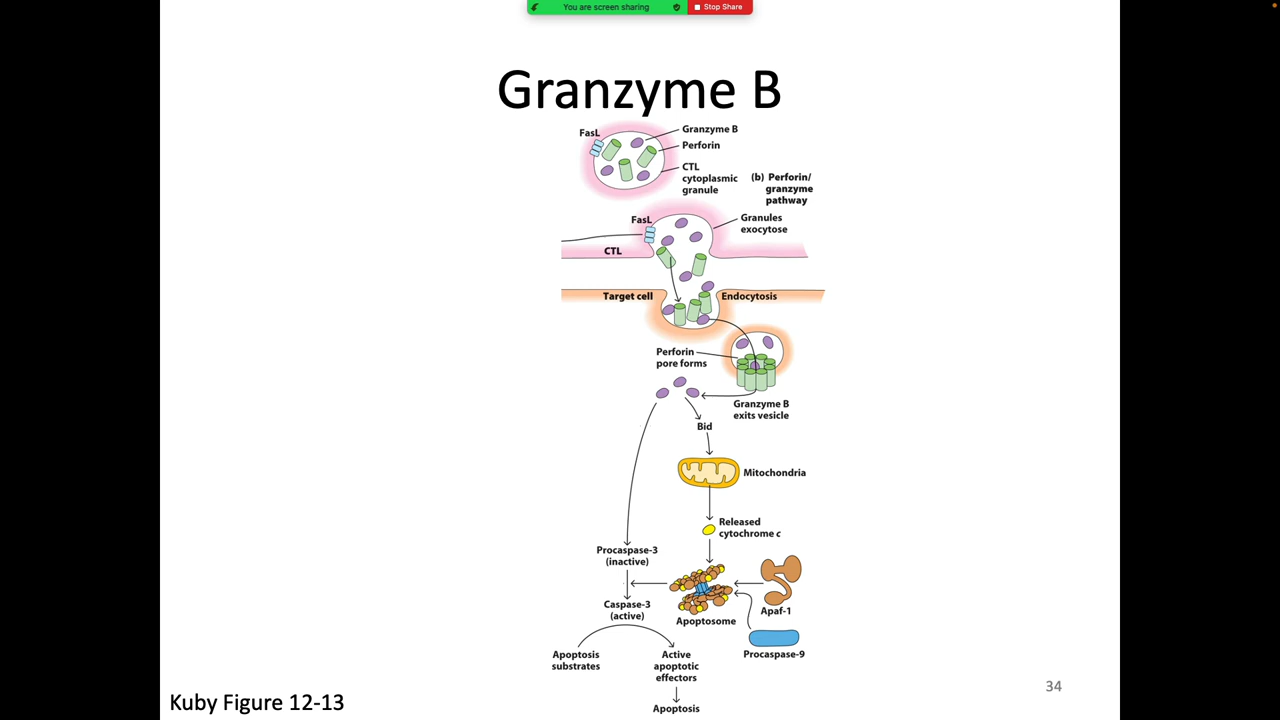 You are screen sharing
Stop Share
Granzyme B
FasL
Granzyme B
Perforin
CTL
cytoplasmic
granule
(b) Perforin/
granzyme
pathway
FasL
Granules
exocytose
CTL
Target cell
Endocytosis
Perforin
pore forms
Granzyme B
exits vesicle
Bid
Mitochondria
Released
cytochrome c
Procaspase-3
(inactive)
Caspase-3
(active)
Apoptosome
Apaf-1
Procaspase-9
Apoptosis
substrates
Active
apoptotic
effectors
Apoptosis
Kuby Figure 12-13
34